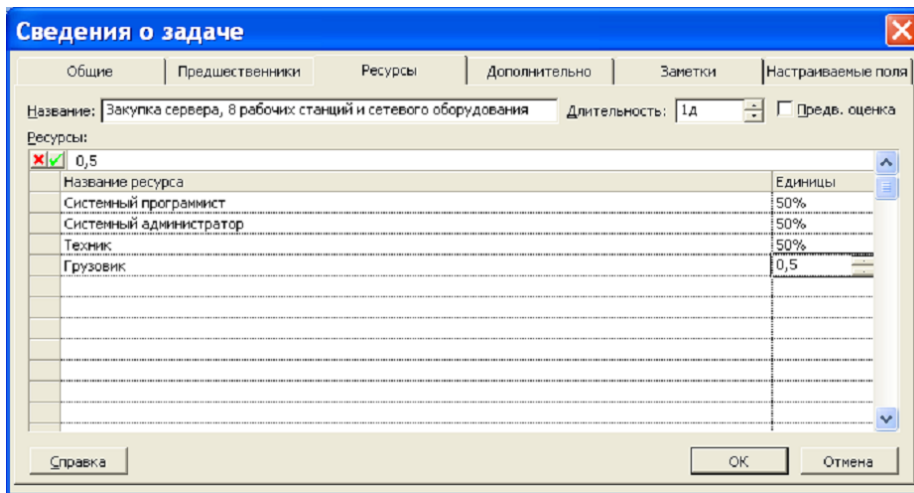 Сведения о задаче
Общие Предшественники Ресурсы Дополнительно Заметки Настраиваемые поля
Название: Закупка сервера, 8 рабочих станций и сетевого оборудования Длительность: 1д Предв. оценка
Ресурсы:
0,5
Название ресурса Единицы
Системный программист 50%
Системный администратор 50%
Техник 50%
Грузовик 0,5
Справка ОК Отмена